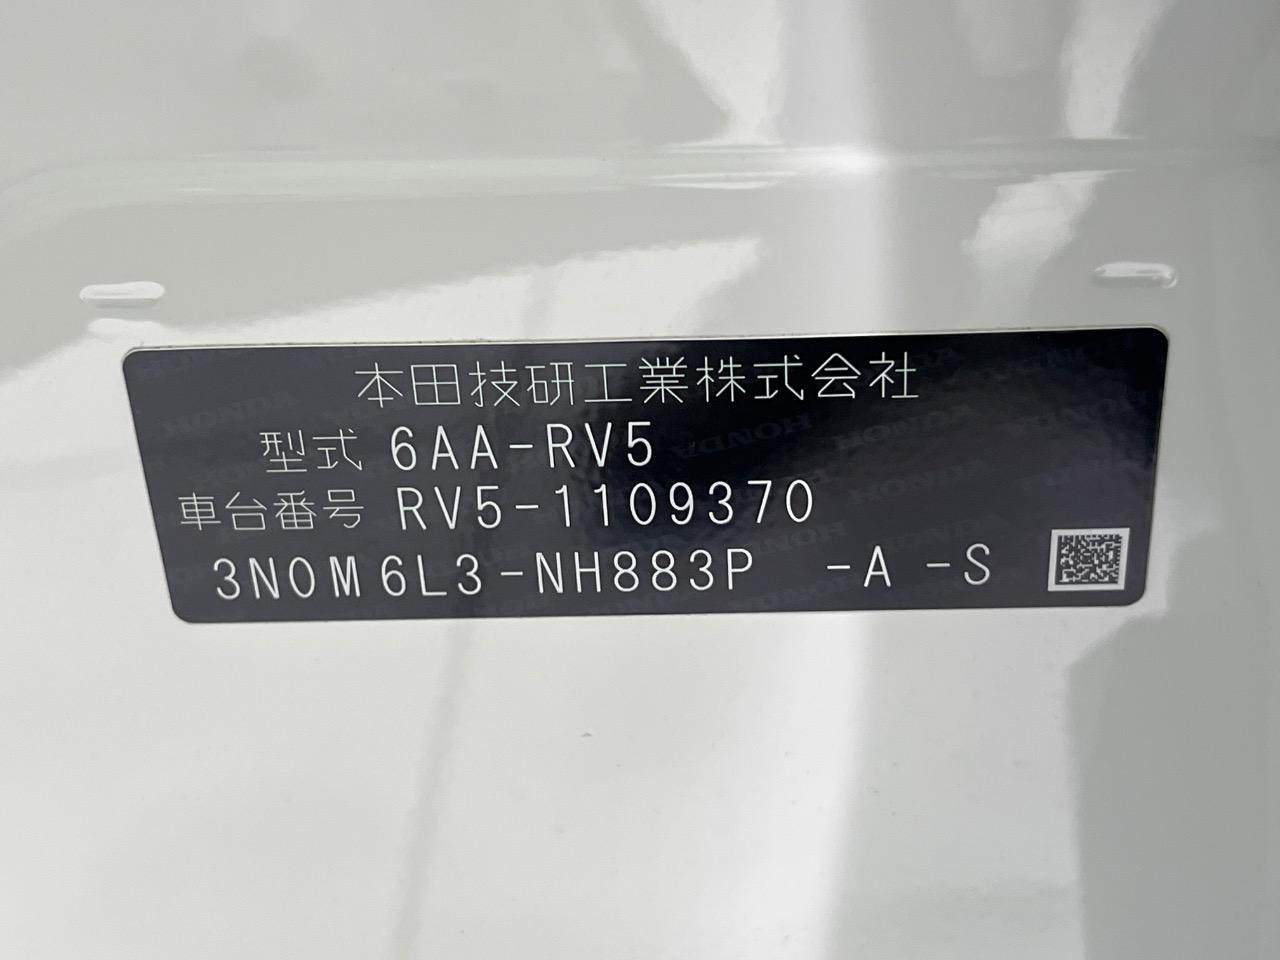 本田技研工業株式会社
型式 6AA-RV5
車台番号 RV5-1109370
3N0M6L3-NH883P -A -S